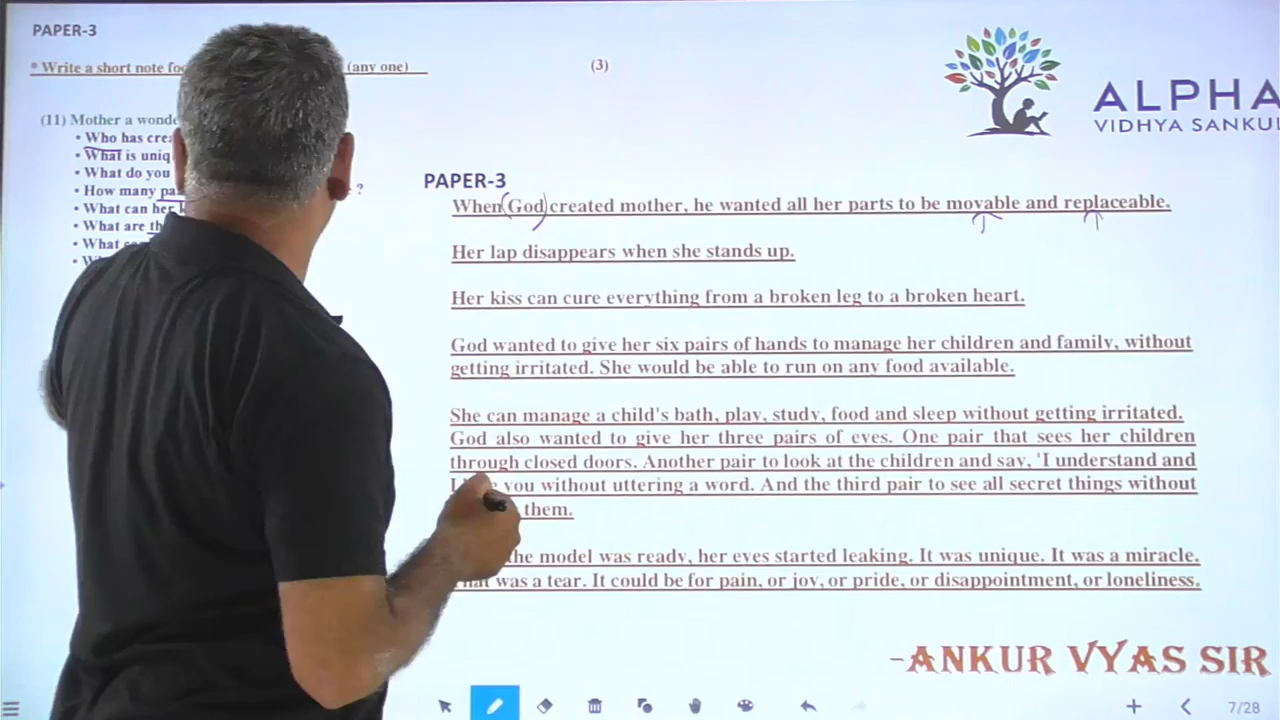 PAPER-3
* Write a short note (any one)
(3)
(11) Mother a
• Who has
• What is
• What do you
• How many ?
• What can her
• What are
• What
ALPHA
VIDHYA
PAPER-3
When God created mother, he wanted all her parts to be movable and replaceable.
Her lap disappears when she stands up.
Her kiss can cure everything from a broken leg to a broken heart.
God wanted to give her six pairs of hands to manage her children and family, without
getting irritated. She would be able to run on any food available.
She can manage a child's bath, play, study, food and sleep without getting irritated.
God also wanted to give her three pairs of eyes. One pair that sees her children
through closed doors. Another pair to look at the children and say, 'I understand and
you without uttering a word. And the third pair to see all secret things without
them.
the model was ready, her eyes started leaking. It was unique. It was a miracle.
was a tear. It could be for pain, or joy, or pride, or disappointment, or loneliness.
-ANKUR VYAS SIR
7/28